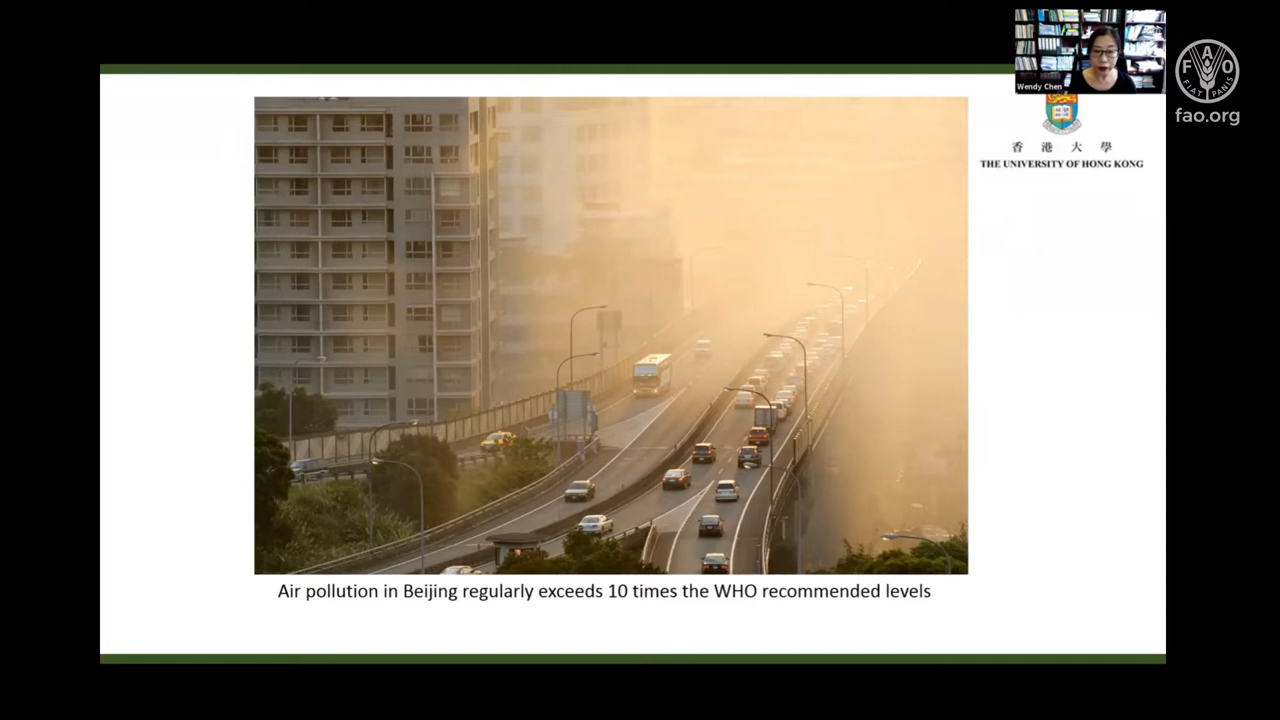 Wendy Chen
FAO
FIAT PANIS
fao.org
香港大學
THE UNIVERSITY OF HONG KONG
Air pollution in Beijing regularly exceeds 10 times the WHO recommended levels